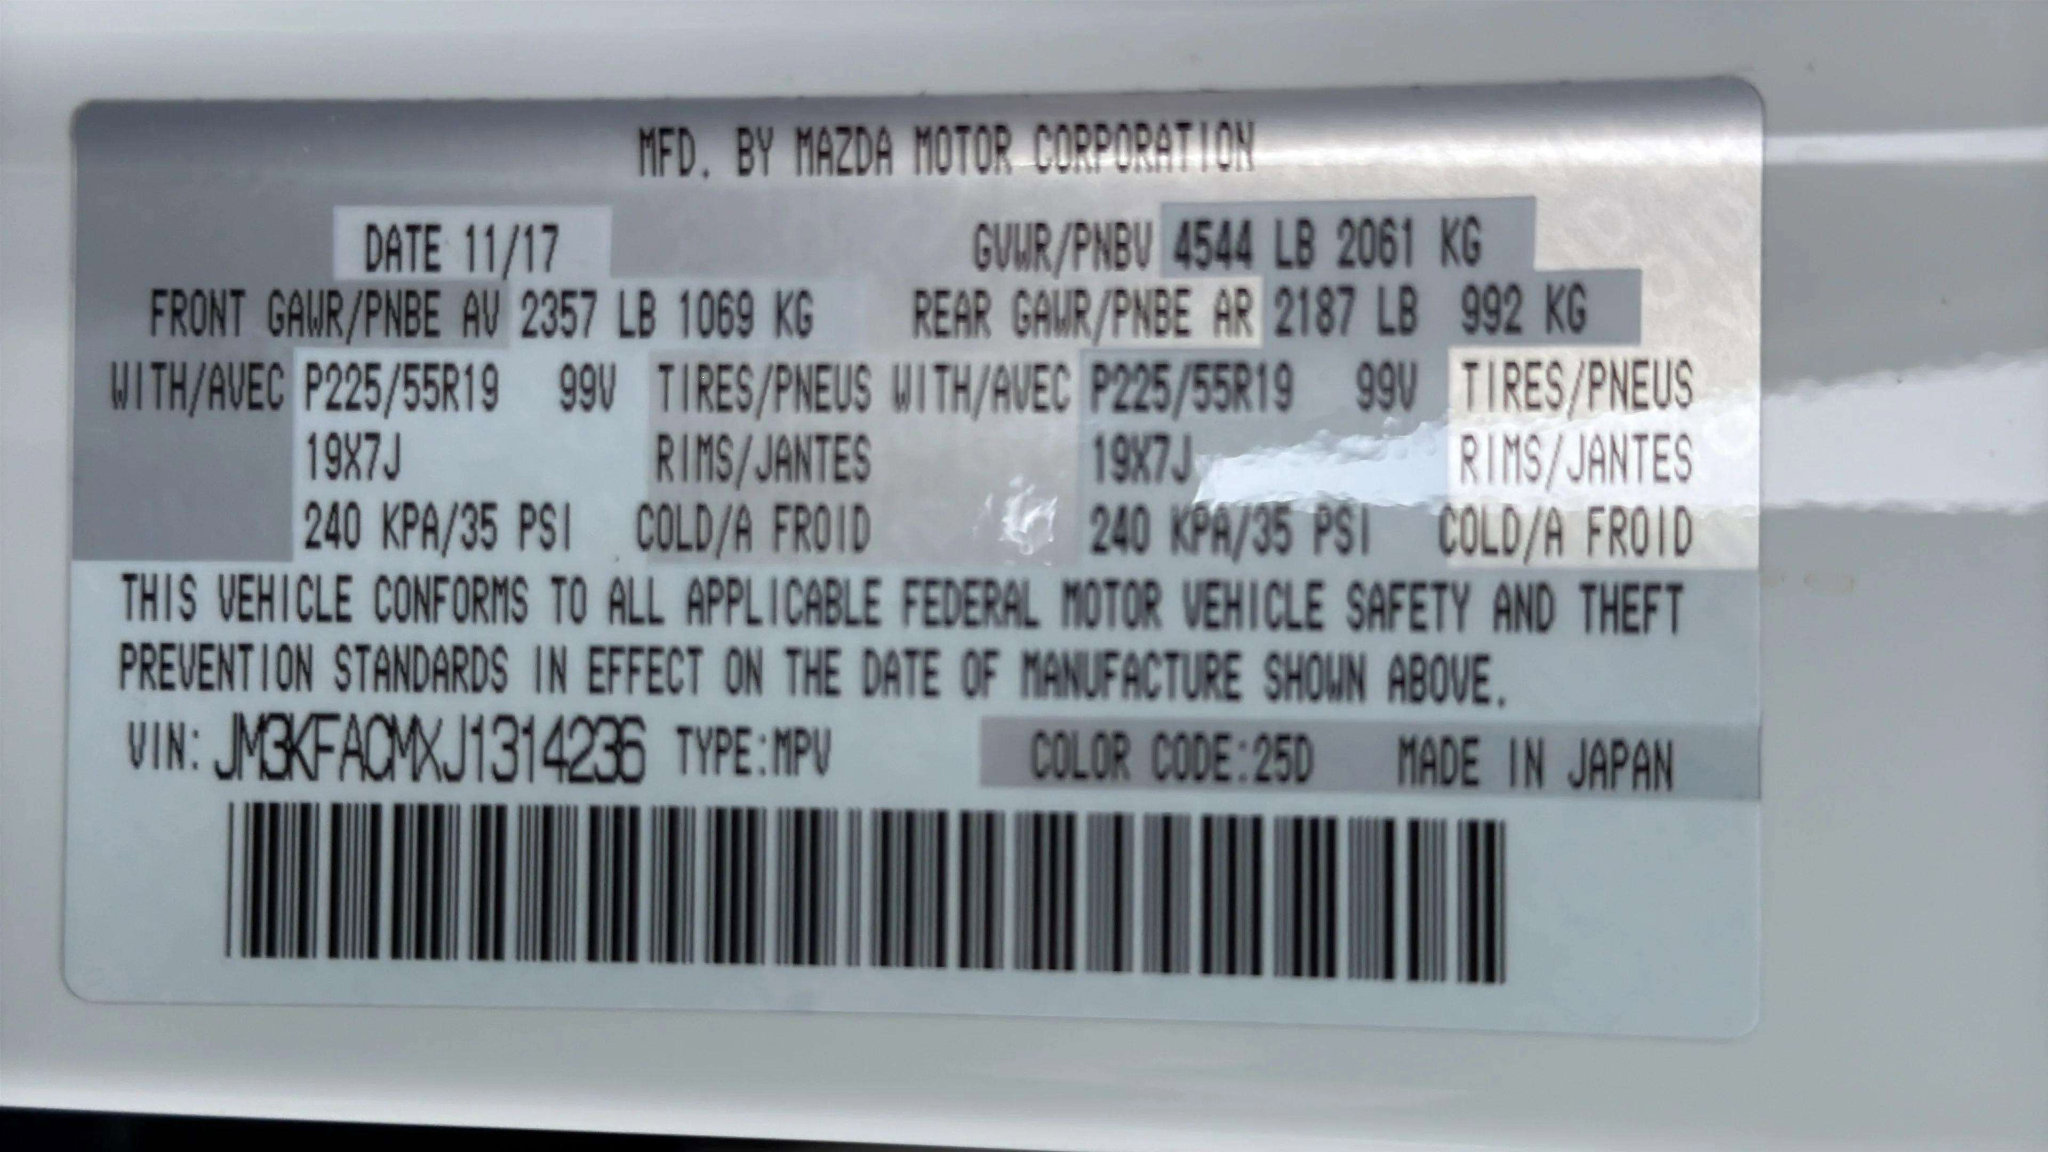 MFD. BY MAZDA MOTOR CORPORATION
DATE 11/17 GVWR/PNBV 4544 LB 2061 KG
FRONT GAWR/PNBE AV 2357 LB 1069 KG REAR GAWR/PNBE AR 2187 LB 992 KG
WITH/AVEC P225/55R19 99V TIRES/PNEUS WITH/AVEC P225/55R19 99V TIRES/PNEUS
19X7J RIMS/JANTES 19X7J RIMS/JANTES
240 KPA/35 PSI COLD/A FROID 240 KPA/35 PSI COLD/A FROID
THIS VEHICLE CONFORMS TO ALL APPLICABLE FEDERAL MOTOR VEHICLE SAFETY AND THEFT
PREVENTION STANDARDS IN EFFECT ON THE DATE OF MANUFACTURE SHOWN ABOVE.
VIN: JM3KFACMXJ1314236 TYPE:MPV COLOR CODE:25D MADE IN JAPAN